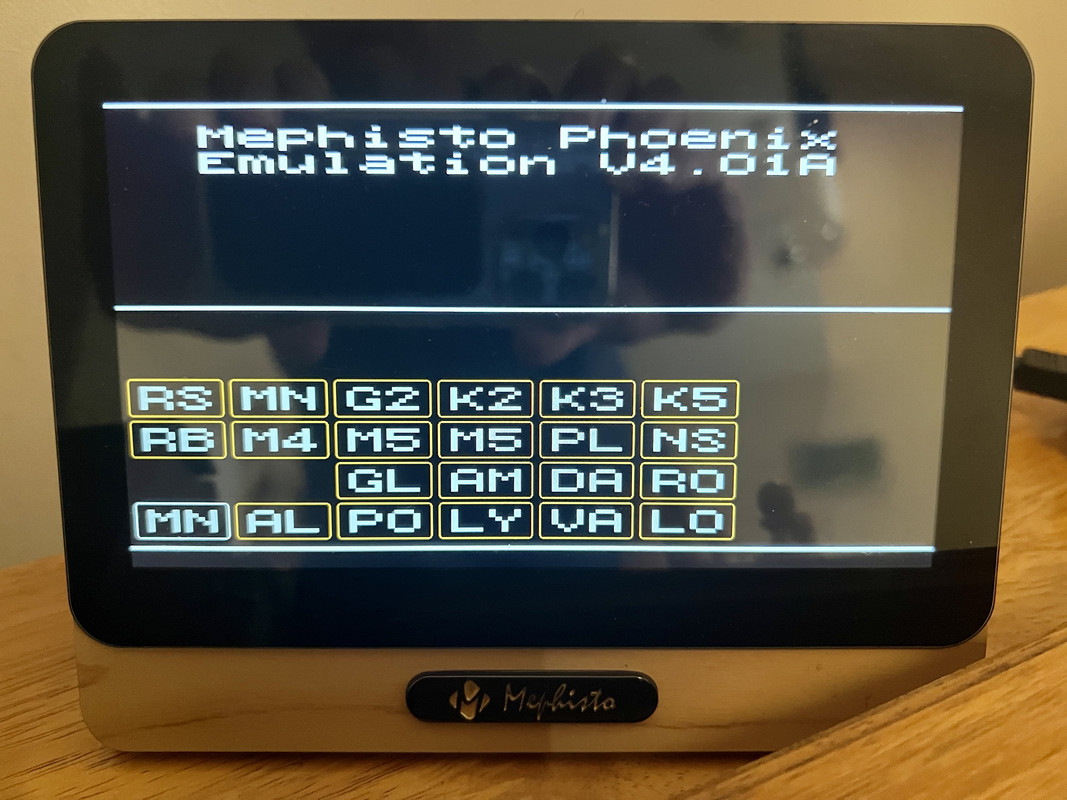 Mephisto Phoenix
Emulation V4.01A
RS MN G2 K2 K3 K5
RB M4 M5 M5 PL NS
GL AM DA RO
MN AL PO LY VA LO
Mephisto